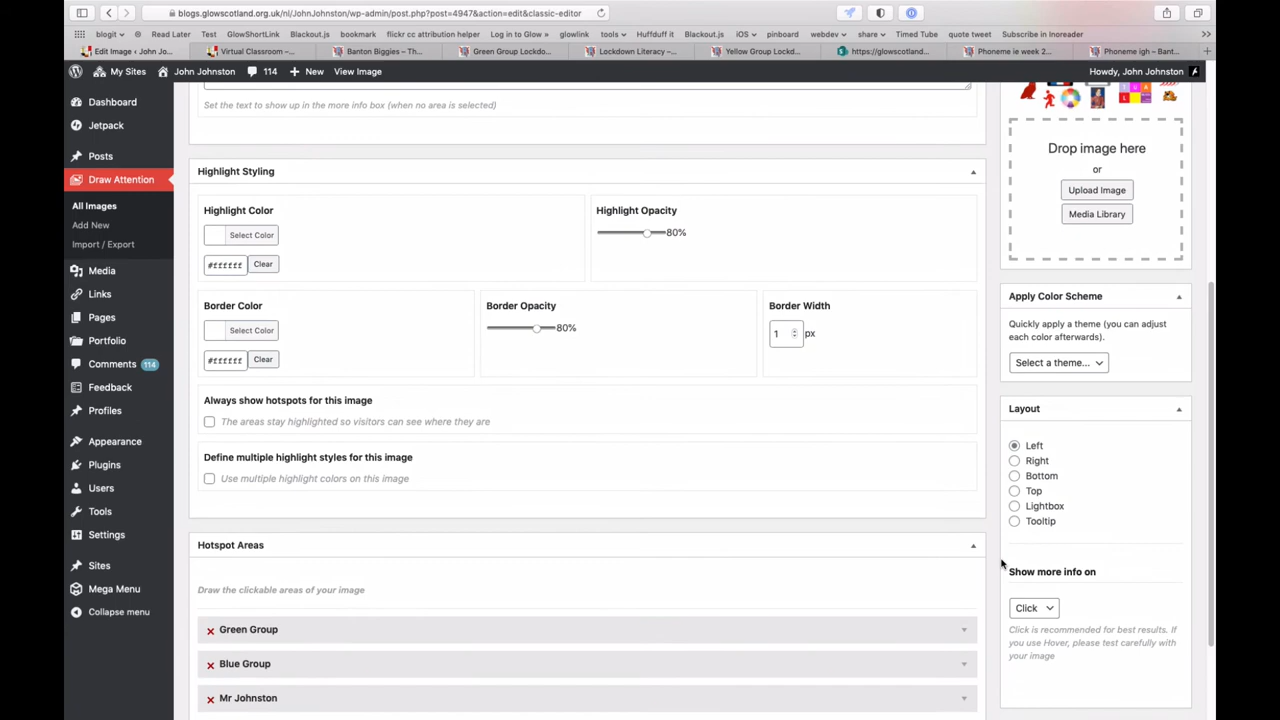 blogs.glowscotland.org.uk/nl/JohnJohnston/wp-admin/post.php?post=4947&action=edit&classic-editor
blogit Read Later Test GlowShortLink Blackout.js bookmark flickr cc attribution helper Log in to Glow » glowlink tools Huffduff it Blackout.js iOS pinboard webdev share Timed Tube quote tweet Subscribe in Inoreader
Edit Image ‹ John Jo... Virtual Classroom –... Banton Biggies – Th... Green Group Lockdo... Lockdown Literacy –... Yellow Group Lockd... https://glowscotland... Phoneme ie week 2... Phoneme igh – Bant...
My Sites John Johnston 114 New View Image Howdy, John Johnston
Dashboard
Jetpack
Posts
Draw Attention
All Images
Add New
Import / Export
Media
Links
Pages
Portfolio
Comments 114
Feedback
Profiles
Appearance
Plugins
Users
Tools
Settings
Sites
Mega Menu
Collapse menu
Set the text to show up in the more info box (when no area is selected)
Highlight Styling
Highlight Color
Select Color
#ffffff Clear
Highlight Opacity
80%
Border Color
Select Color
#ffffff Clear
Border Opacity
80%
Border Width
1 px
Always show hotspots for this image
The areas stay highlighted so visitors can see where they are
Define multiple highlight styles for this image
Use multiple highlight colors on this image
Hotspot Areas
Draw the clickable areas of your image
Green Group
Blue Group
Mr Johnston
Drop image here
or
Upload Image
Media Library
Apply Color Scheme
Quickly apply a theme (you can adjust
each color afterwards).
Select a theme...
Layout
Left
Right
Bottom
Top
Lightbox
Tooltip
Show more info on
Click
Click is recommended for best results. If
you use Hover, please test carefully with
your image